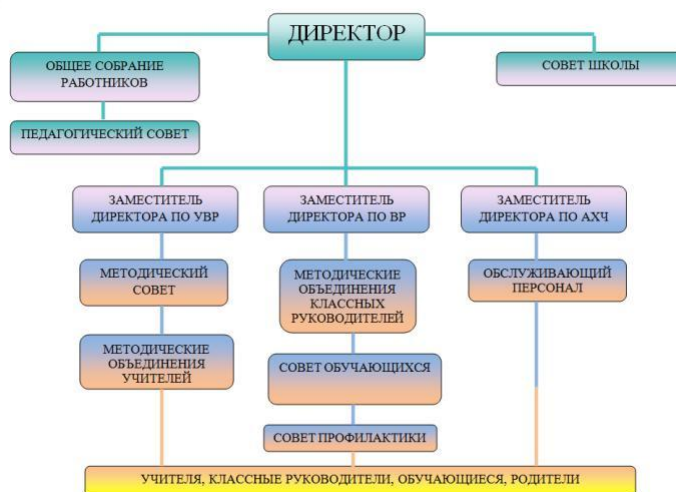 ДИРЕКТОР
ОБЩЕЕ СОБРАНИЕ
РАБОТНИКОВ
СОВЕТ ШКОЛЫ
ПЕДАГОГИЧЕСКИЙ СОВЕТ
ЗАМЕСТИТЕЛЬ
ДИРЕКТОРА ПО УВР
ЗАМЕСТИТЕЛЬ
ДИРЕКТОРА ПО ВР
ЗАМЕСТИТЕЛЬ
ДИРЕКТОРА ПО АХЧ
МЕТОДИЧЕСКИЙ
СОВЕТ
МЕТОДИЧЕСКИЕ
ОБЪЕДИНЕНИЯ
КЛАССНЫХ
РУКОВОДИТЕЛЕЙ
ОБСЛУЖИВАЮЩИЙ
ПЕРСОНАЛ
МЕТОДИЧЕСКИЕ
ОБЪЕДИНЕНИЯ
УЧИТЕЛЕЙ
СОВЕТ ОБУЧАЮЩИХСЯ
СОВЕТ ПРОФИЛАКТИКИ
УЧИТЕЛЯ, КЛАССНЫЕ РУКОВОДИТЕЛИ, ОБУЧАЮЩИЕСЯ, РОДИТЕЛИ